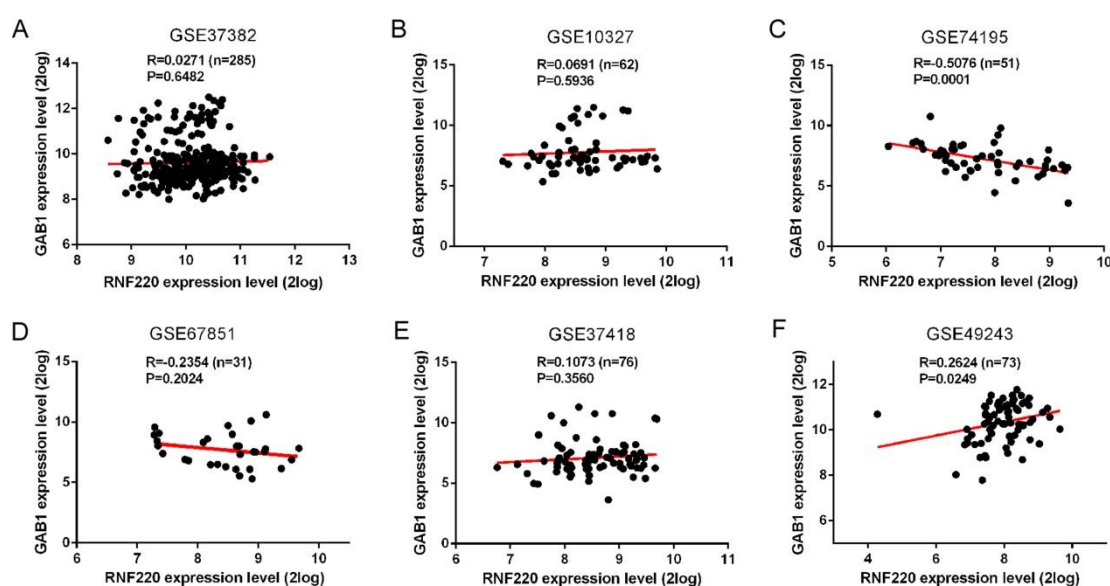 A
GSE37382
R=0.0271 (n=285)
P=0.6482
GAB1 expression level (2log)
14
12
10
8
6
8 9 10 11 12 13
RNF220 expression level (2log)
B
GSE10327
R=0.0691 (n=62)
P=0.5936
GAB1 expression level (2log)
15
10
5
0
6 7 8 9 10 11
RNF220 expression level (2log)
C
GSE74195
R=-0.5076 (n=51)
P=0.0001
GAB1 expression level (2log)
15
10
5
0
5 6 7 8 9 10
RNF220 expression level (2log)
D
GSE67851
R=-0.2354 (n=31)
P=0.2024
GAB1 expression level (2log)
15
10
5
0
6 7 8 9 10
RNF220 expression level (2log)
E
GSE37418
R=0.1073 (n=76)
P=0.3560
GAB1 expression level (2log)
15
10
5
0
6 7 8 9 10 11
RNF220 expression level (2log)
F
GSE49243
R=0.2624 (n=73)
P=0.0249
GAB1 expression level (2log)
12
10
8
6
4 6 8 10
RNF220 expression level (2log)